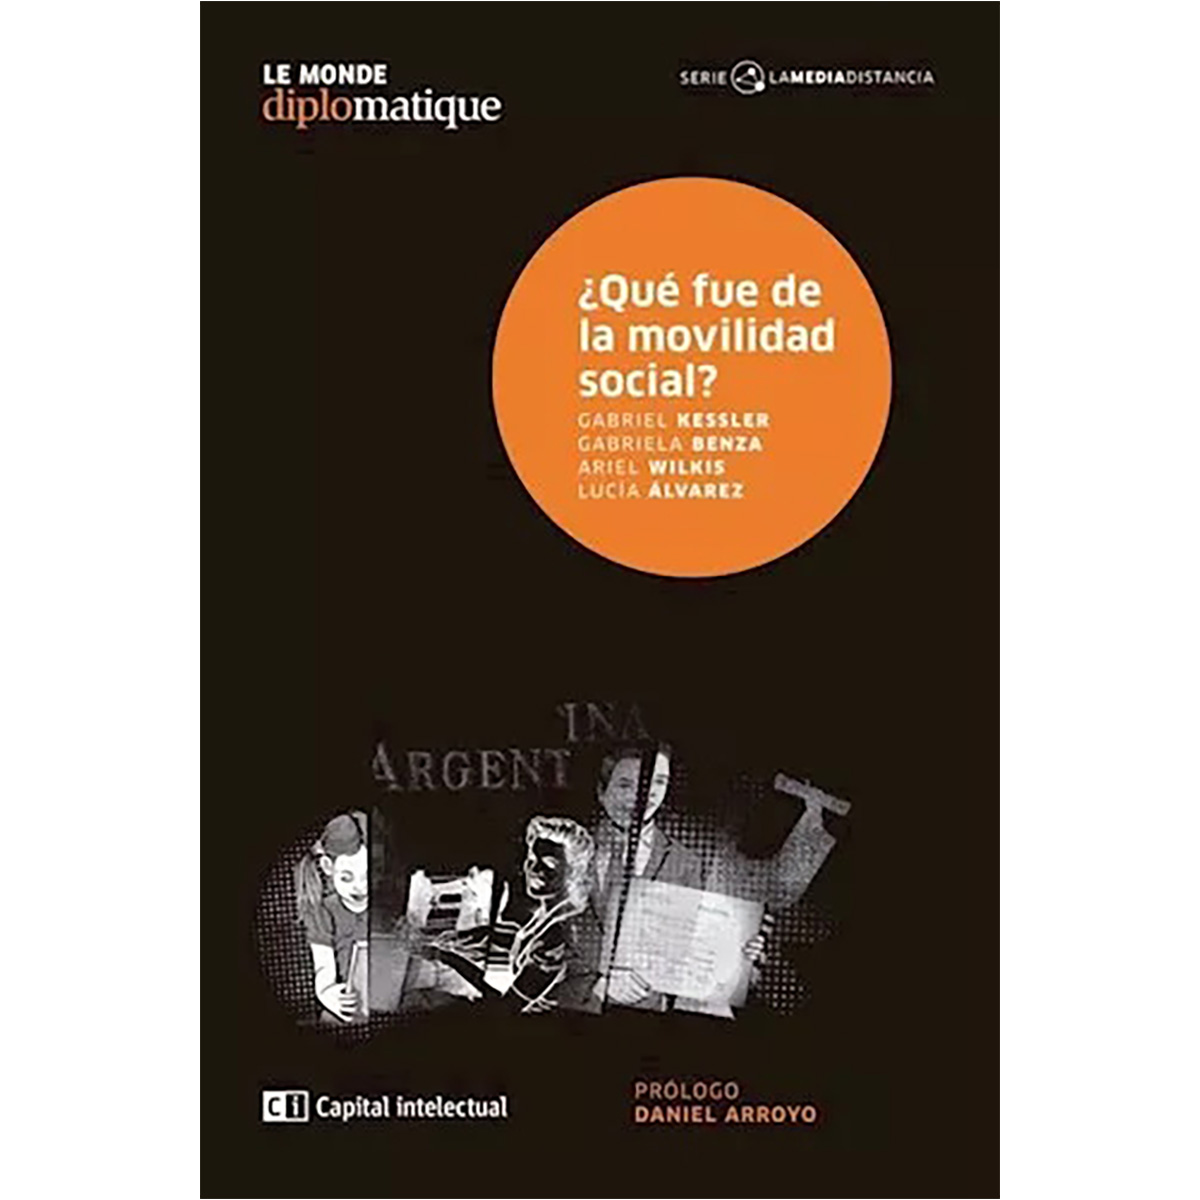 LE MONDE
diplomatique
SERIE LAMEDIADISTANCIA
¿Qué fue de
la movilidad
social?
GABRIEL KESSLER
GABRIELA BENZA
ARIEL WILKIS
LUCÍA ÁLVAREZ
INA
ARGENT
Ci Capital intelectual
PRÓLOGO
DANIEL ARROYO